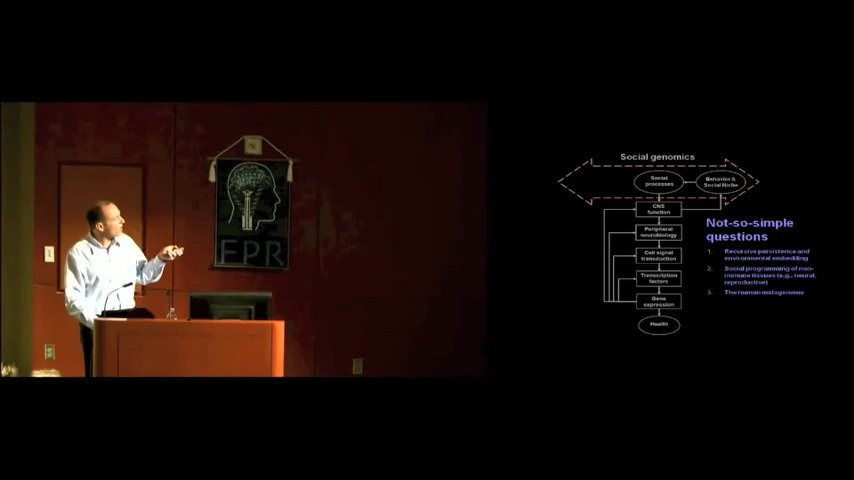 FPR
Social genomics
Social
processes
Behavior &
Social Niche
CNS
function
Peripheral
neurobiology
Cell signal
transduction
Transcription
factors
Gene
expression
Health
Not-so-simple
questions
1. Recursive persistence and
environmental embedding
2. Social programming of non-
immune tissues (e.g., neural,
reproductive)
3. The human metagenome